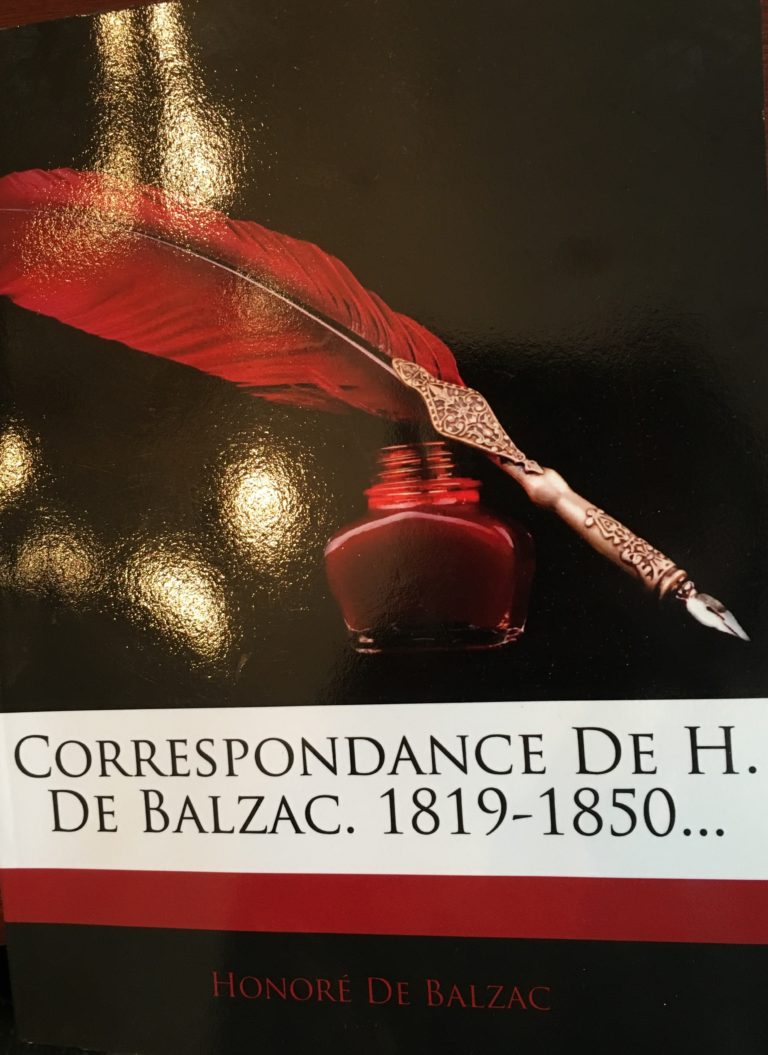 Correspondance De H.
De Balzac. 1819-1850...
Honoré De Balzac